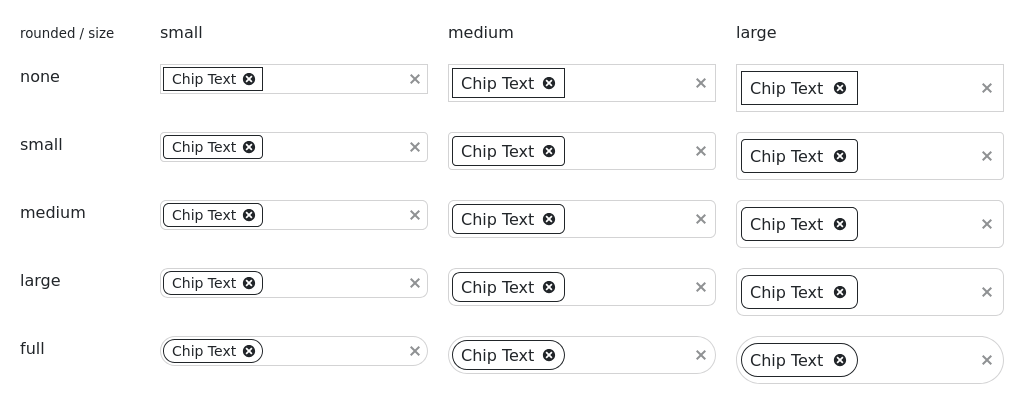 rounded / size small medium large
none Chip Text Chip Text Chip Text
small Chip Text Chip Text Chip Text
medium Chip Text Chip Text Chip Text
large Chip Text Chip Text Chip Text
full Chip Text Chip Text Chip Text